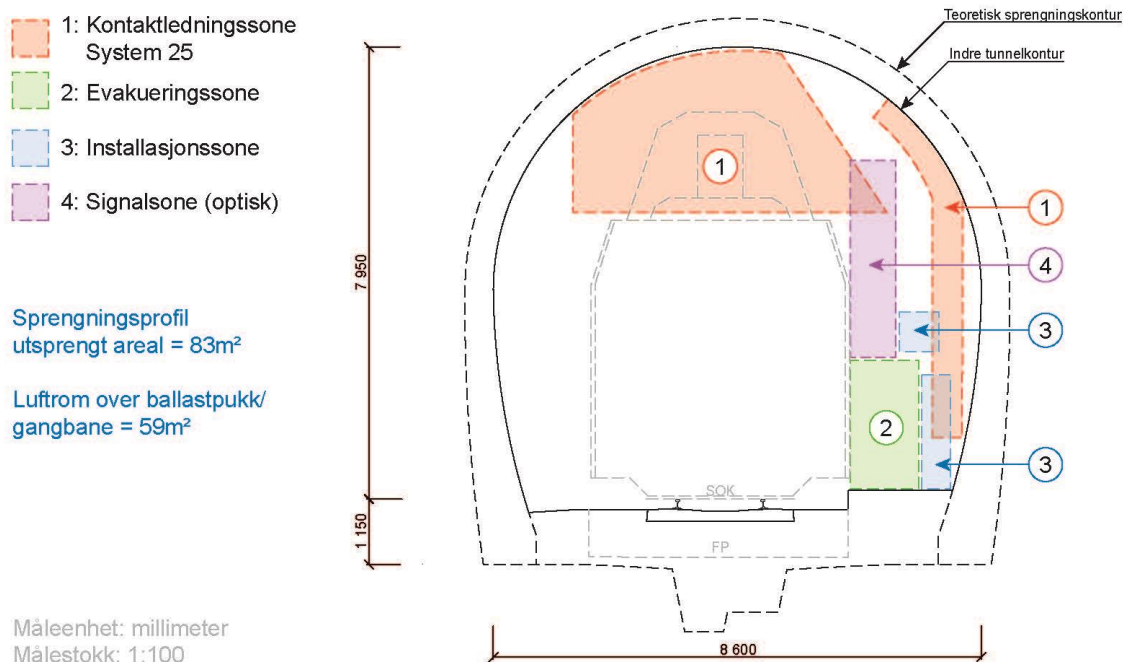 1: Kontaktledningssone
System 25
2: Evakueringssone
3: Installasjonssone
4: Signalsone (optisk)
Sprengningsprofil
utsprengt areal = 83m²
Luftrom over ballastpukk/
gangbane = 59m²
Måleenhet: millimeter
Målestokk: 1:100
Teoretisk sprengningskontur
Indre tunnelkontur
7 950
1 150
8 600
1
1
4
3
2
3
SOK
FP